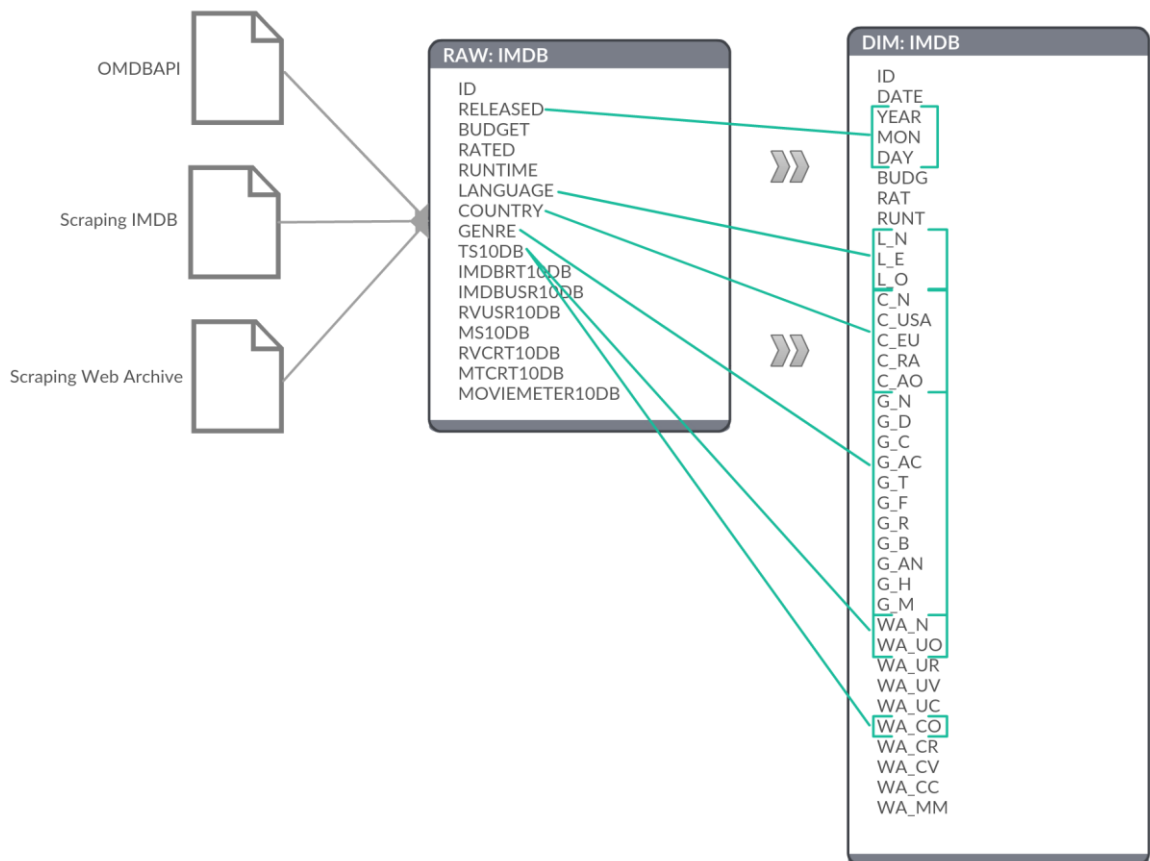 OMDBAPI
Scraping IMDB
Scraping Web Archive
RAW: IMDB
ID
RELEASED
BUDGET
RATED
RUNTIME
LANGUAGE
COUNTRY
GENRE
TS10DB
IMDBRT10DB
IMDBUSR10DB
RVUSR10DB
MS10DB
RVCRT10DB
MTCRT10DB
MOVIEMETER10DB
DIM: IMDB
ID
DATE
YEAR
MON
DAY
BUDG
RAT
RUNT
L_N
L_E
L_O
C_N
C_USA
C_EU
C_RA
C_AO
G_N
G_D
G_C
G_AC
G_T
G_F
G_R
G_B
G_AN
G_H
G_M
WA_N
WA_UO
WA_UR
WA_UV
WA_UC
WA_CO
WA_CR
WA_CV
WA_CC
WA_MM